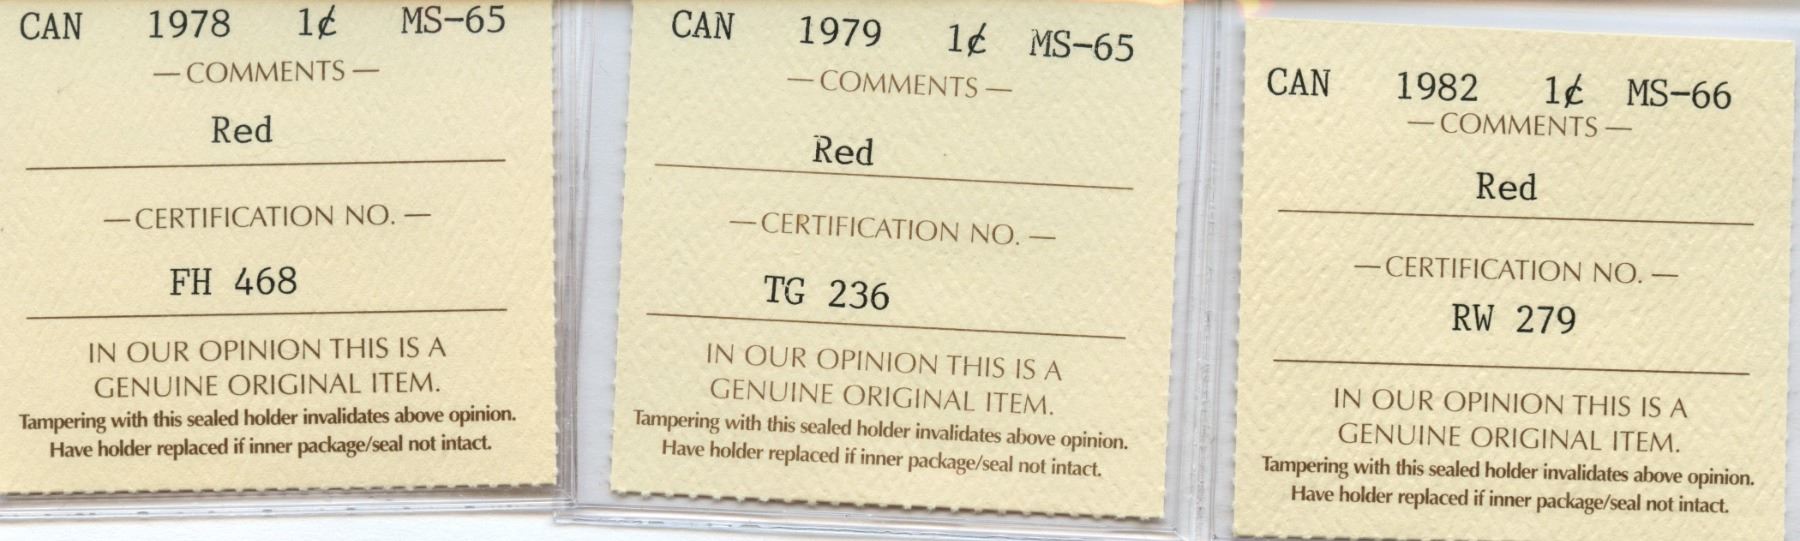 CAN 1978 1¢ MS-65
— COMMENTS —
Red
— CERTIFICATION NO. —
FH 468
IN OUR OPINION THIS IS A
GENUINE ORIGINAL ITEM.
Tampering with this sealed holder invalidates above opinion.
Have holder replaced if inner package/seal not intact.
CAN 1979 1¢ MS-65
— COMMENTS —
Red
— CERTIFICATION NO. —
TG 236
IN OUR OPINION THIS IS A
GENUINE ORIGINAL ITEM.
Tampering with this sealed holder invalidates above opinion.
Have holder replaced if inner package/seal not intact.
CAN 1982 1¢ MS-66
— COMMENTS —
Red
— CERTIFICATION NO. —
RW 279
IN OUR OPINION THIS IS A
GENUINE ORIGINAL ITEM.
Tampering with this sealed holder invalidates above opinion.
Have holder replaced if inner package/seal not intact.